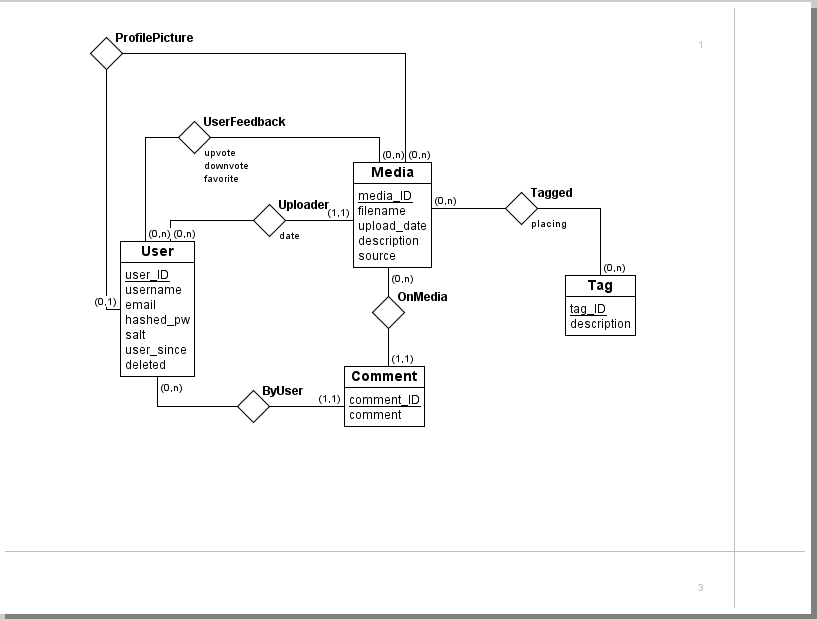 ProfilePicture
1
UserFeedback
upvote
downvote
favorite
(0,n) (0,n)
Media
media_ID
filename
upload_date
description
source
Tagged
placing
(0,n)
Uploader
date
(1,1)
(0,n) (0,n)
User
user_ID
username
email
hashed_pw
salt
user_since
deleted
(0,1)
(0,n)
Tag
tag_ID
description
(0,n)
OnMedia
(1,1)
Comment
comment_ID
comment
(0,n)
ByUser
(1,1)
3